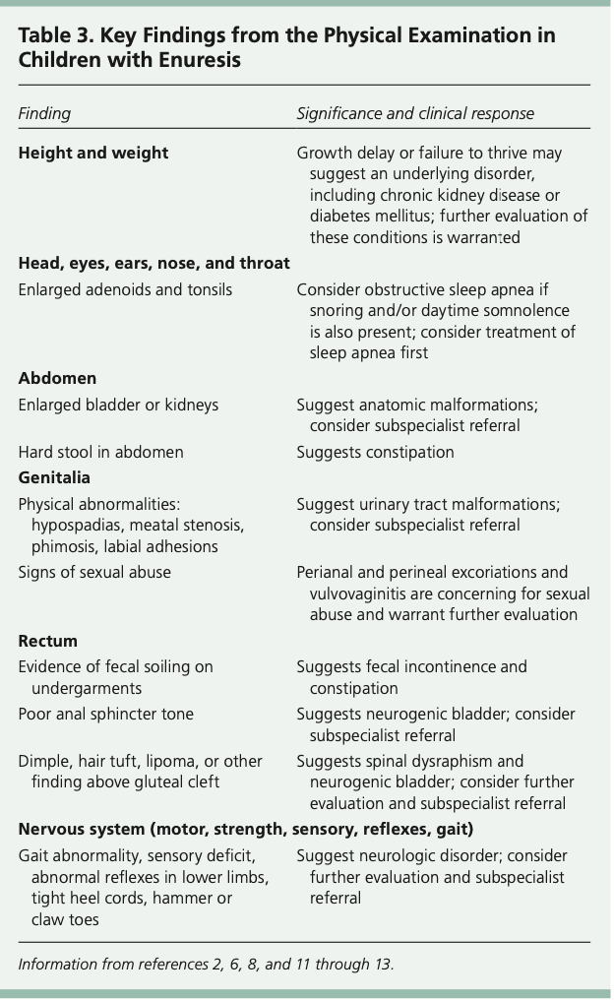 Table 3. Key Findings from the Physical Examination in
Children with Enuresis
Finding
Significance and clinical response
Height and weight
Growth delay or failure to thrive may
suggest an underlying disorder,
including chronic kidney disease or
diabetes mellitus; further evaluation of
these conditions is warranted
Head, eyes, ears, nose, and throat
Enlarged adenoids and tonsils
Consider obstructive sleep apnea if
snoring and/or daytime somnolence
is also present; consider treatment of
sleep apnea first
Abdomen
Enlarged bladder or kidneys
Suggest anatomic malformations;
consider subspecialist referral
Hard stool in abdomen
Suggests constipation
Genitalia
Physical abnormalities:
hypospadias, meatal stenosis,
phimosis, labial adhesions
Suggest urinary tract malformations;
consider subspecialist referral
Signs of sexual abuse
Perianal and perineal excoriations and
vulvovaginitis are concerning for sexual
abuse and warrant further evaluation
Rectum
Evidence of fecal soiling on
undergarments
Suggests fecal incontinence and
constipation
Poor anal sphincter tone
Suggests neurogenic bladder; consider
subspecialist referral
Dimple, hair tuft, lipoma, or other
finding above gluteal cleft
Suggests spinal dysraphism and
neurogenic bladder; consider further
evaluation and subspecialist referral
Nervous system (motor, strength, sensory, reflexes, gait)
Gait abnormality, sensory deficit,
abnormal reflexes in lower limbs,
tight heel cords, hammer or
claw toes
Suggest neurologic disorder; consider
further evaluation and subspecialist
referral
Information from references 2, 6, 8, and 11 through 13.